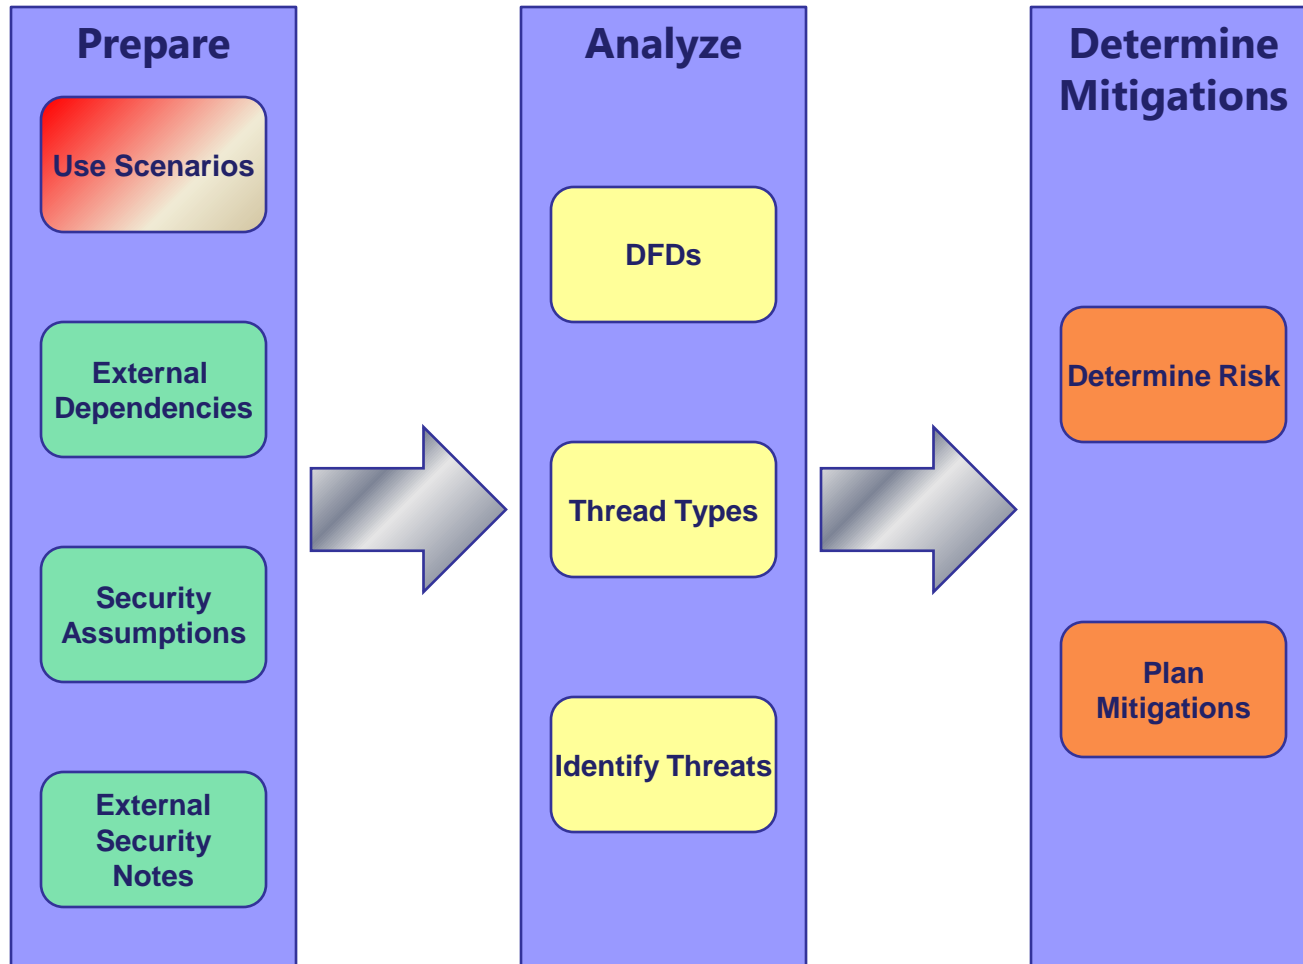 Prepare
Use Scenarios
External
Dependencies
Security
Assumptions
External
Security
Notes
Analyze
DFDs
Thread Types
Identify Threats
Determine
Mitigations
Determine Risk
Plan
Mitigations